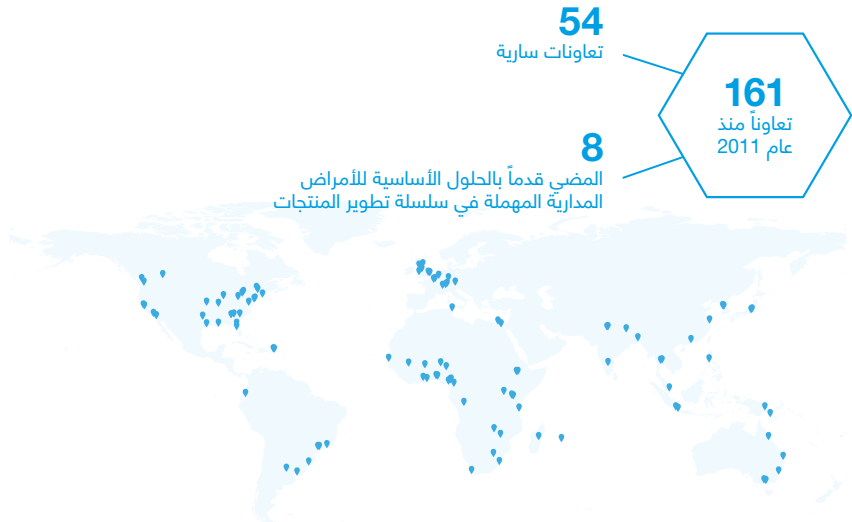 54
تعاونات سارية
161
تعاوناً منذ
عام 2011
8
المضي قدماً بالحلول الأساسية للأمراض
المدارية المهملة في سلسلة تطوير المنتجات